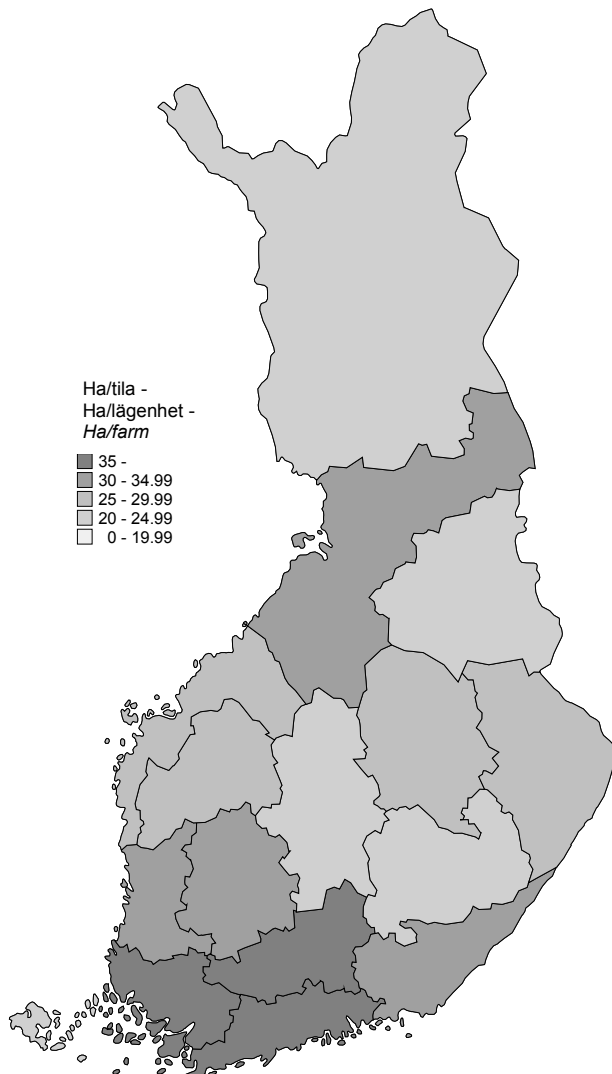 Ha/tila -
Ha/lägenhet -
Ha/farm
35 -
30 - 34.99
25 - 29.99
20 - 24.99
0 - 19.99